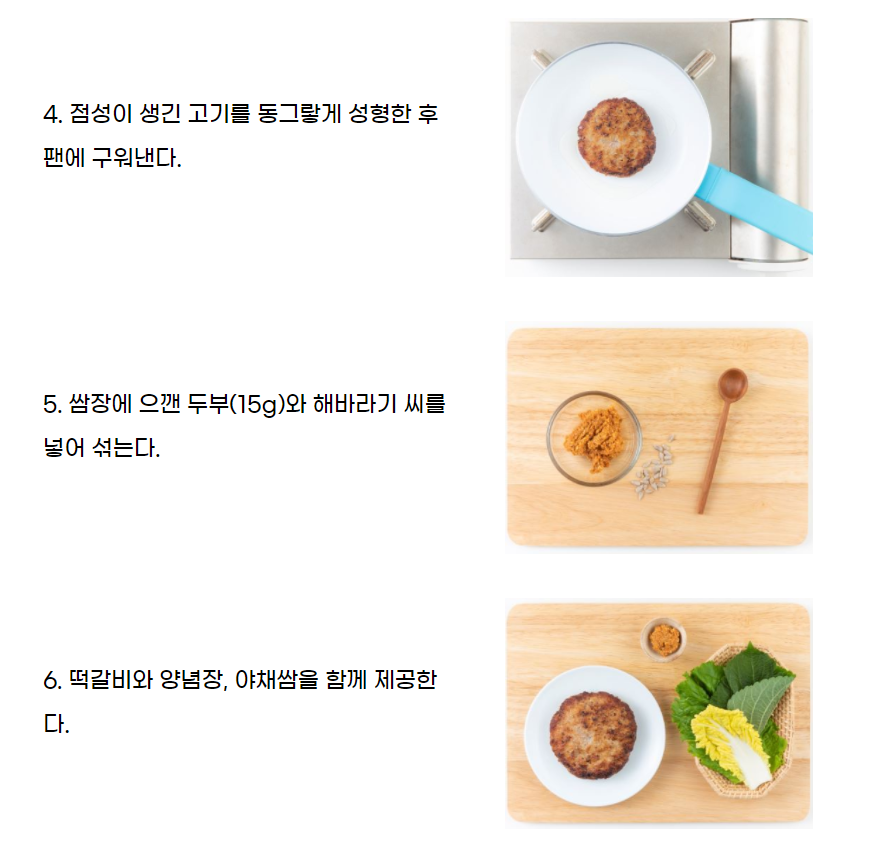 4. 점성이 생긴 고기를 동그랗게 성형한 후
팬에 구워낸다.
5. 쌈장에 으깬 두부(15g)와 해바라기 씨를
넣어 섞는다.
6. 떡갈비와 양념장, 야채쌈을 함께 제공한
다.